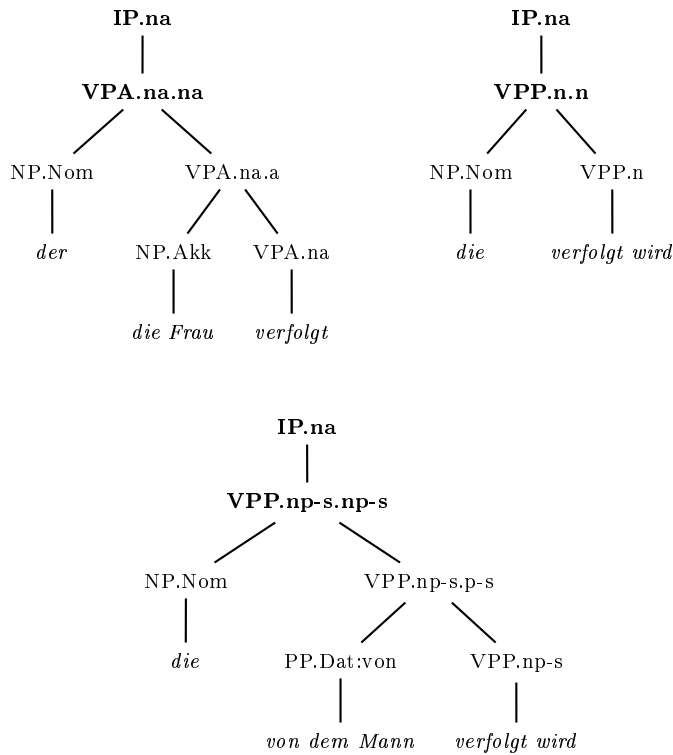 IP.na IP.na
VPA.na.na VPP.n.n
NP.Nom VPA.na.a NP.Nom VPP.n
der NP.Akk VPA.na die verfolgt wird
die Frau verfolgt
IP.na
VPP.np-s.np-s
NP.Nom VPP.np-s.p-s
die PP.Dat:von VPP.np-s
von dem Mann verfolgt wird